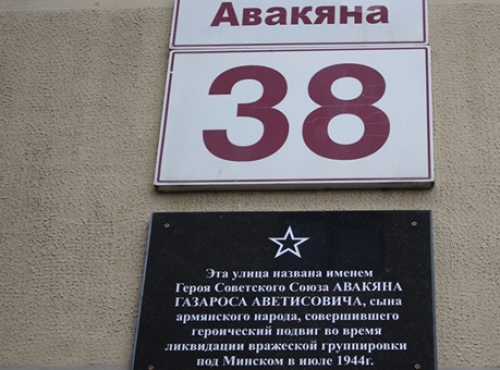 Авакяна
38
Эта улица названа именем
Героя Советского Союза АВАКЯНА
ГАЗАРОСА АВЕТИСОВИЧА, сына
армянского народа, совершившего
героический подвиг во время
ликвидации вражеской группировки
под Минском в июле 1944г.